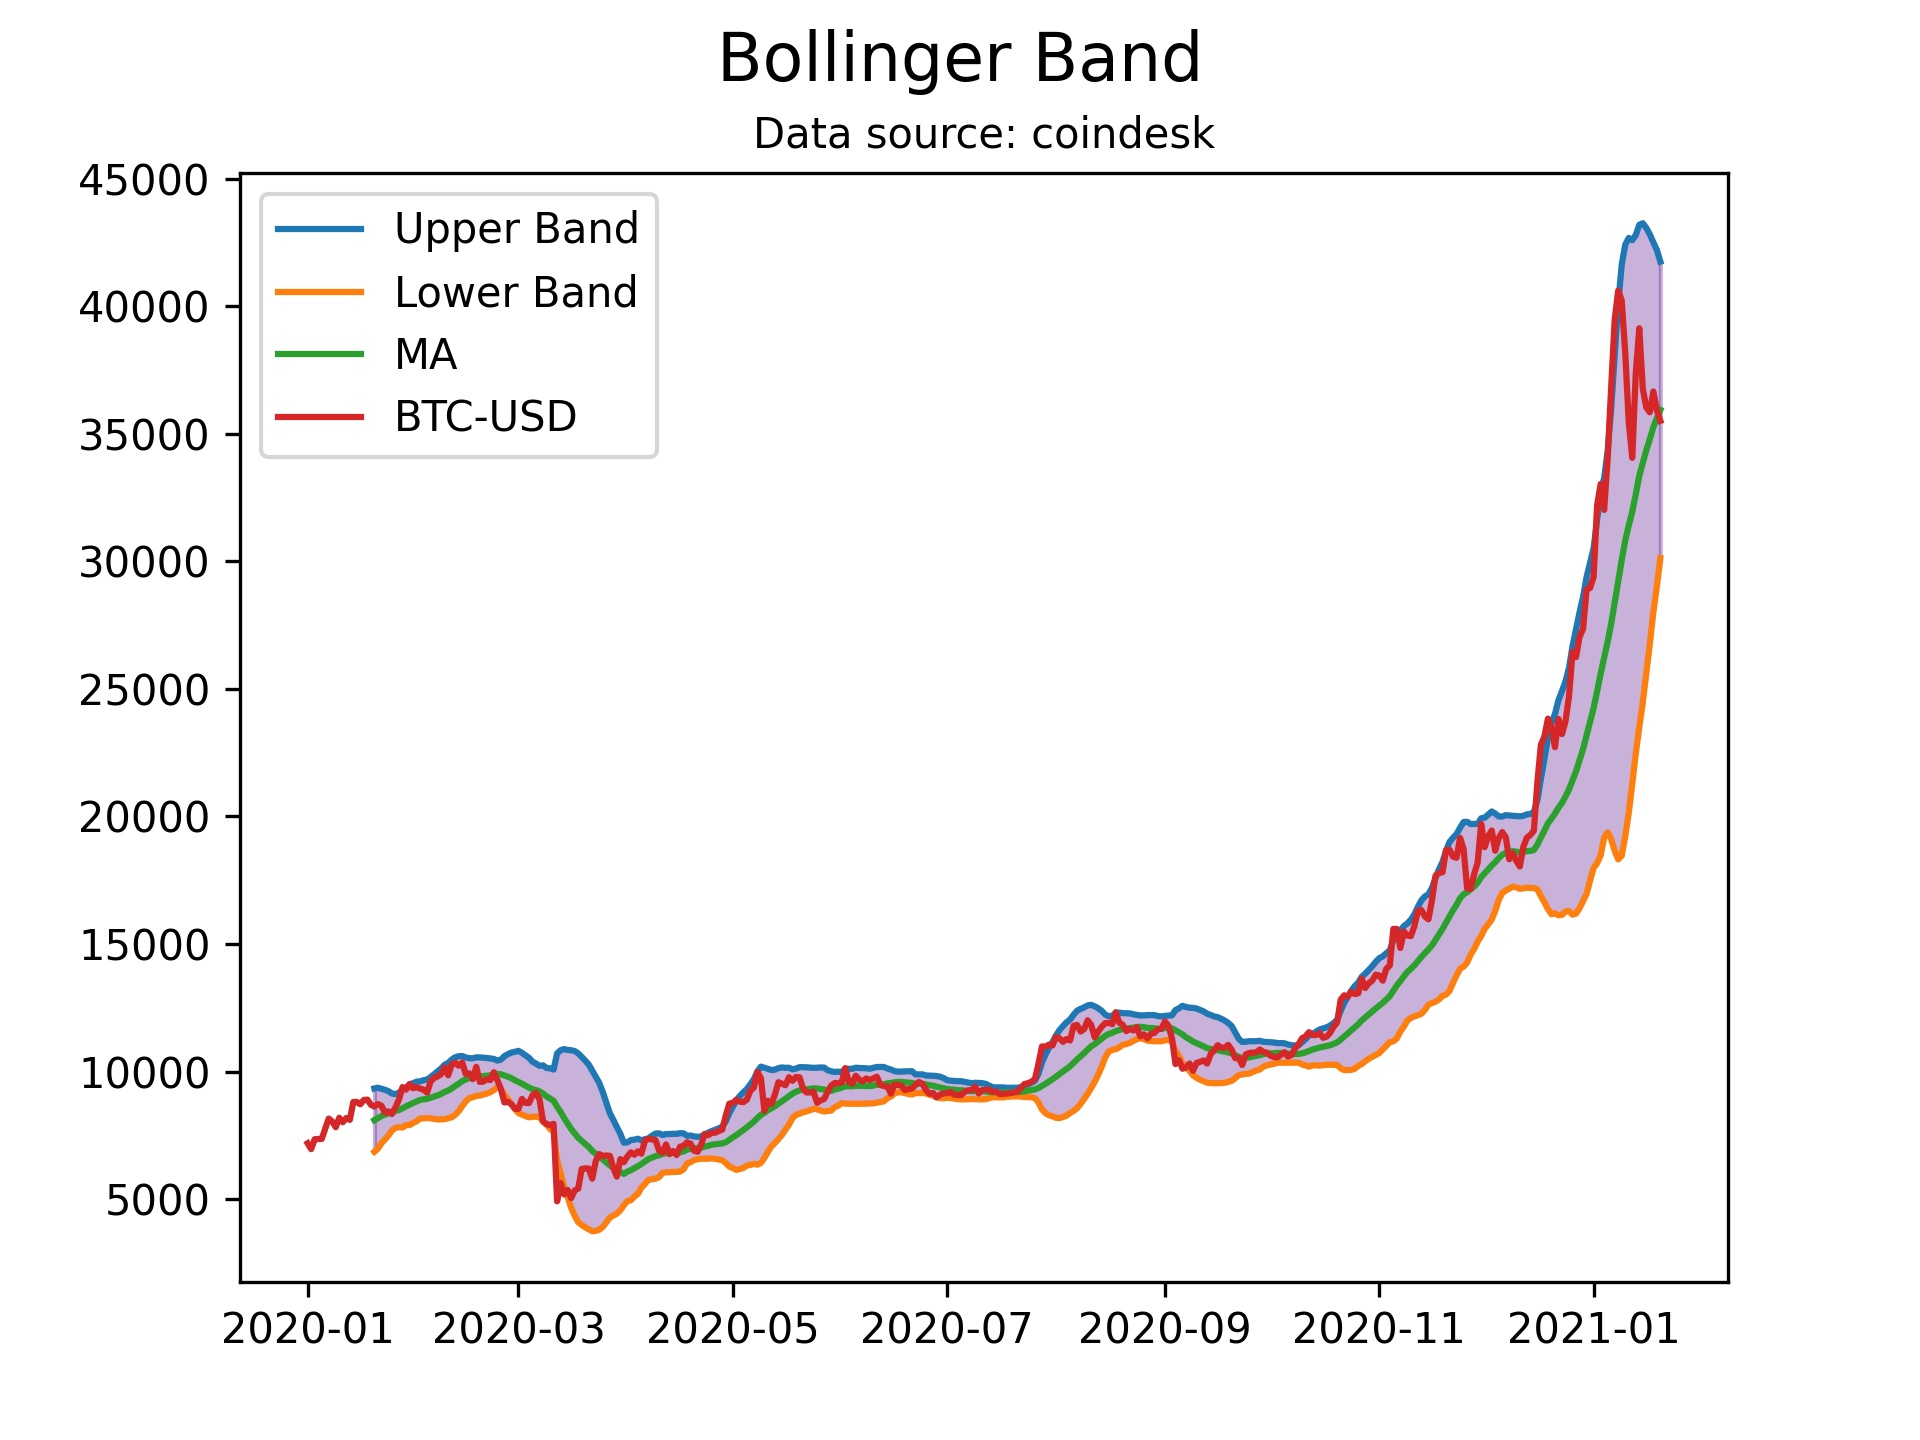 Bollinger Band
Data source: coindesk
45000
40000
35000
30000
25000
20000
15000
10000
5000
Upper Band
Lower Band
MA
BTC-USD
2020-01 2020-03 2020-05 2020-07 2020-09 2020-11 2021-01